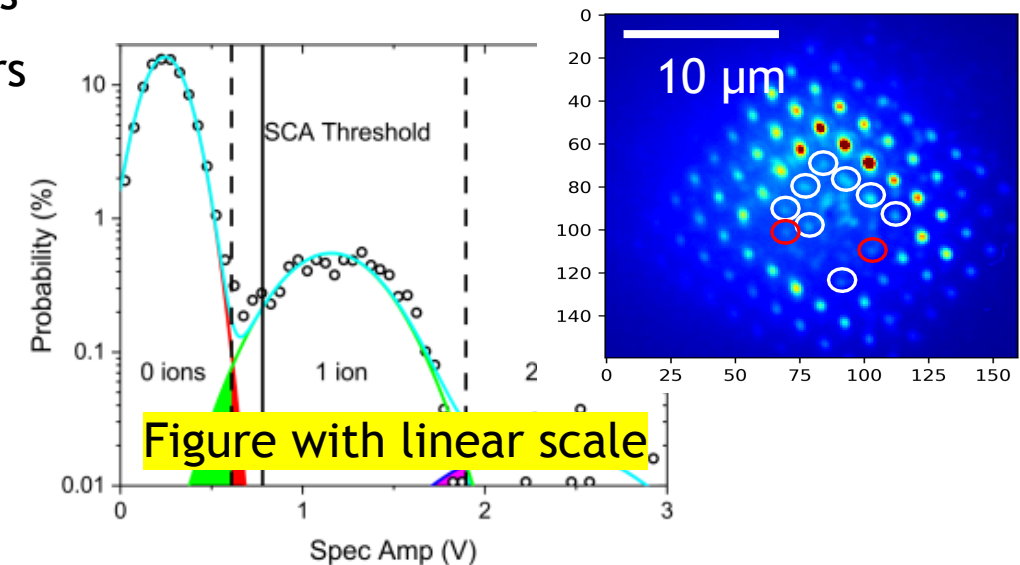 s
rs
10
1
0.1
0.01
Probability (%)
SCA Threshold
0 ions
1 ion
2
Figure with linear scale
0 1 2 3
Spec Amp (V)
10 µm
0
20
40
60
80
100
120
140
0 25 50 75 100 125 150